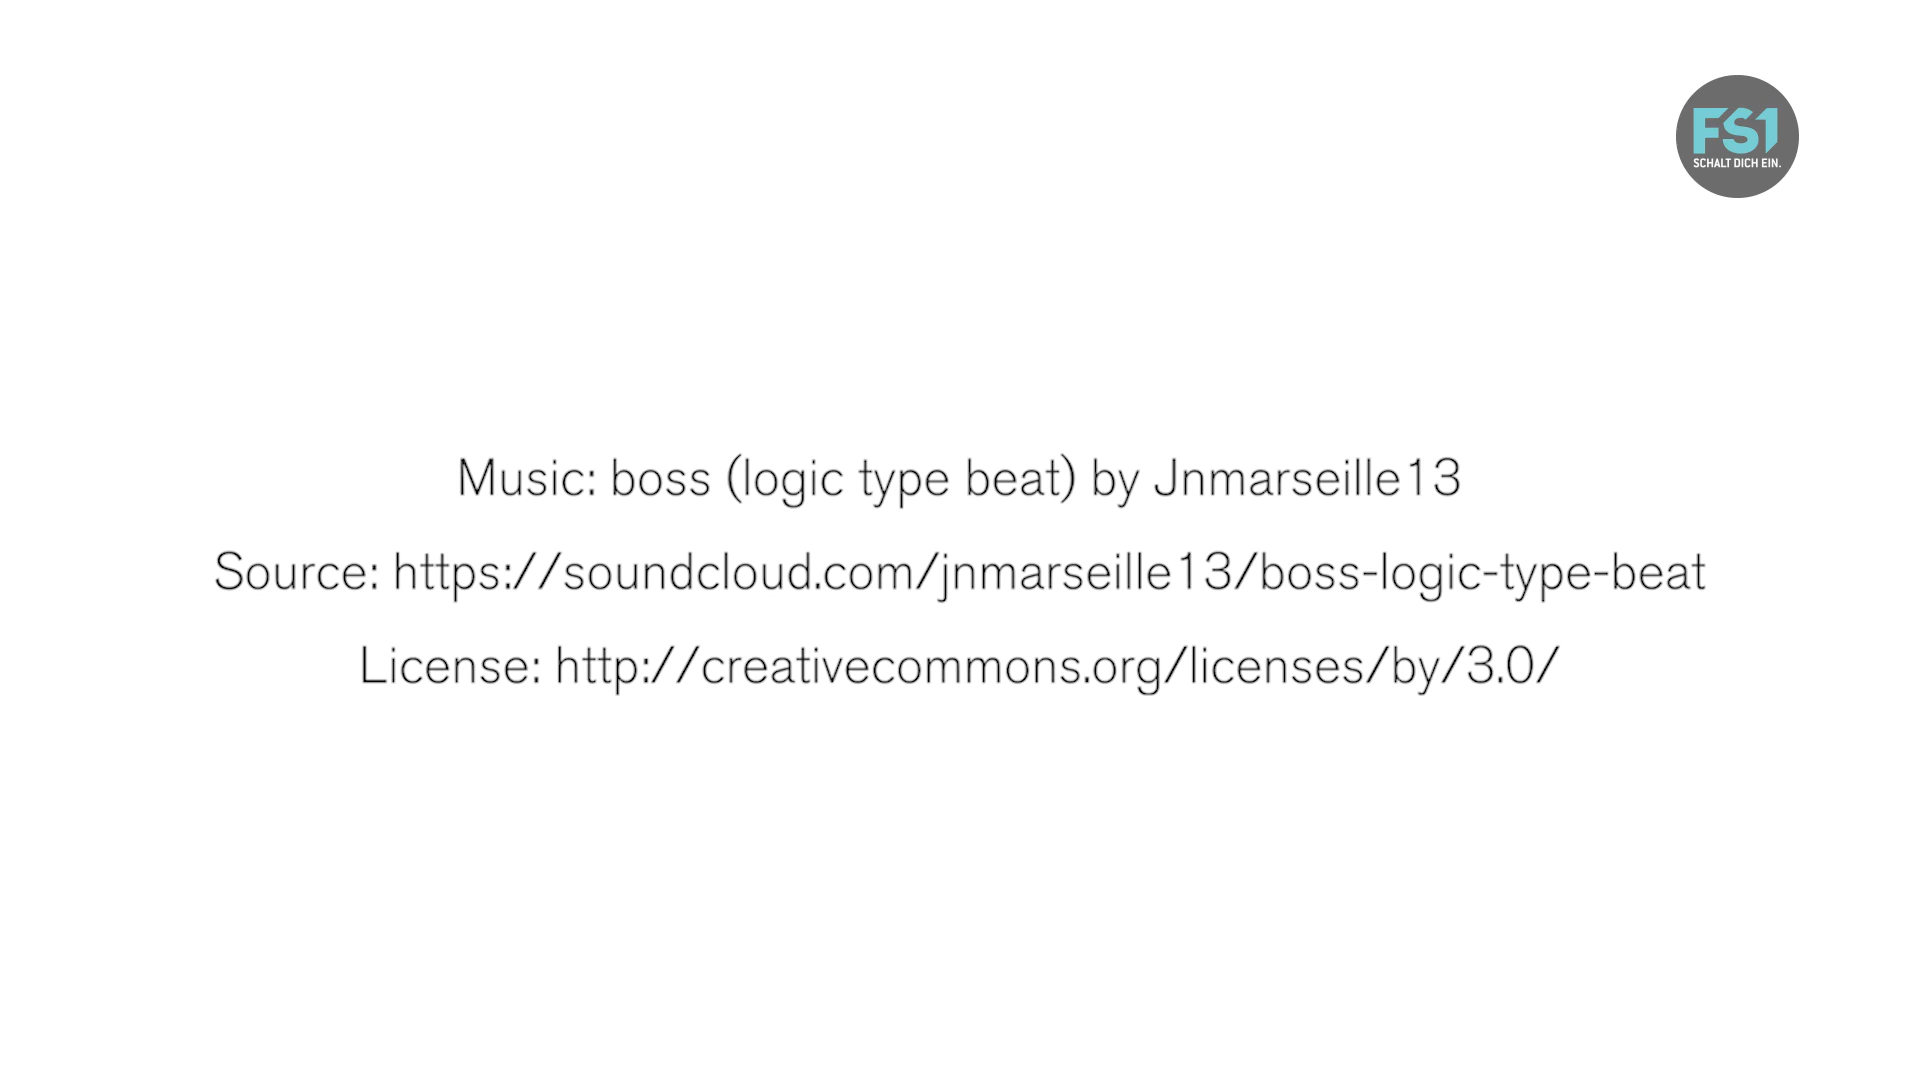 FS1
SCHALT DICH EIN.
Music: boss (logic type beat) by Jnmarseille13
Source: https://soundcloud.com/jnmarseille13/boss-logic-type-beat
License: http://creativecommons.org/licenses/by/3.0/